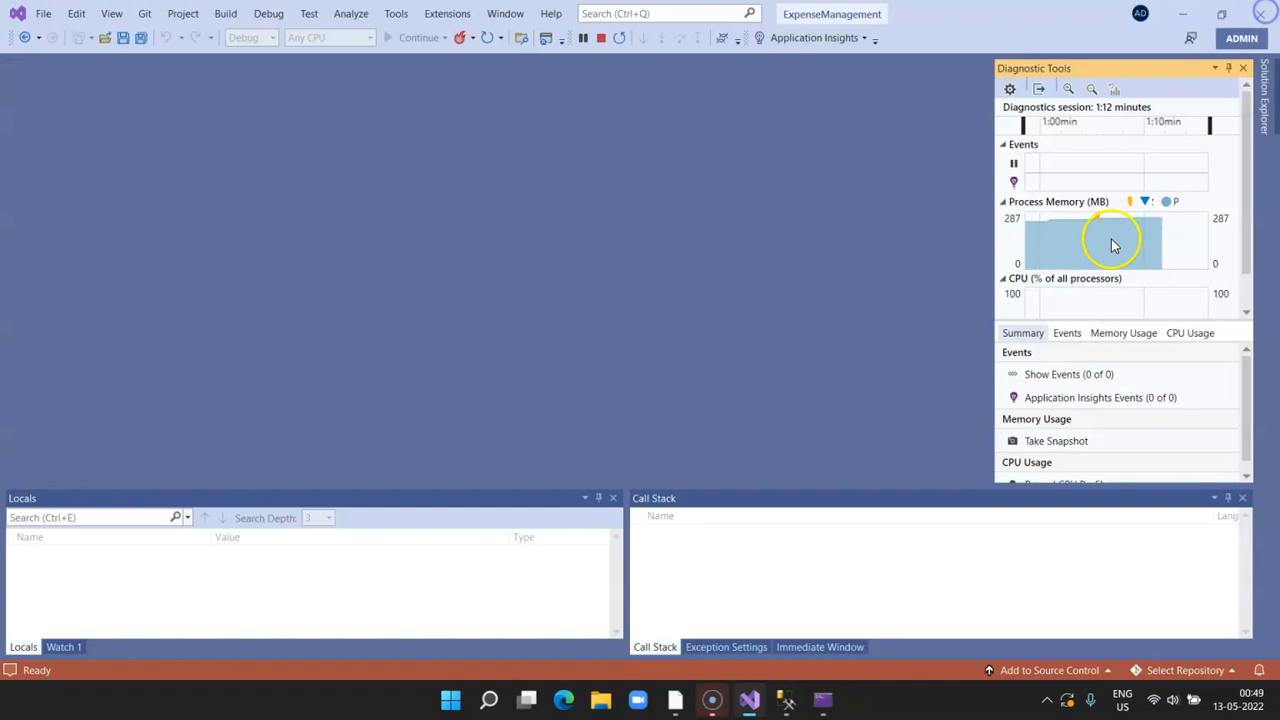 File Edit View Git Project Build Debug Test Analyze Tools Extensions Window Help Search (Ctrl+Q) ExpenseManagement AD
Debug Any CPU Continue Application Insights ADMIN
Diagnostic Tools
Solution Explorer
Diagnostics session: 1:12 minutes
1:00min 1:10min
Events
Process Memory (MB) P
287 287
0 0
CPU (% of all processors)
100 100
Summary Events Memory Usage CPU Usage
Events
Show Events (0 of 0)
Application Insights Events (0 of 0)
Memory Usage
Take Snapshot
CPU Usage
Locals
Search (Ctrl+E) Search Depth: 3
Name Value Type
Call Stack
Name Lang
Locals Watch 1
Call Stack Exception Settings Immediate Window
Ready Add to Source Control Select Repository
ENG
US
00:49
13-05-2022